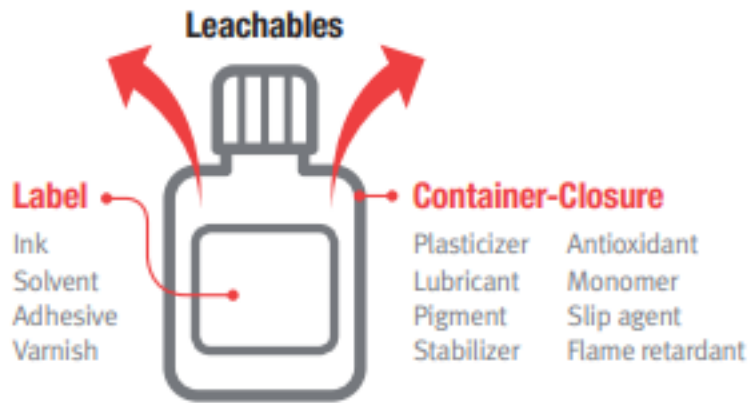 Leachables
Label
Ink
Solvent
Adhesive
Varnish
Container-Closure
Plasticizer Antioxidant
Lubricant Monomer
Pigment Slip agent
Stabilizer Flame retardant